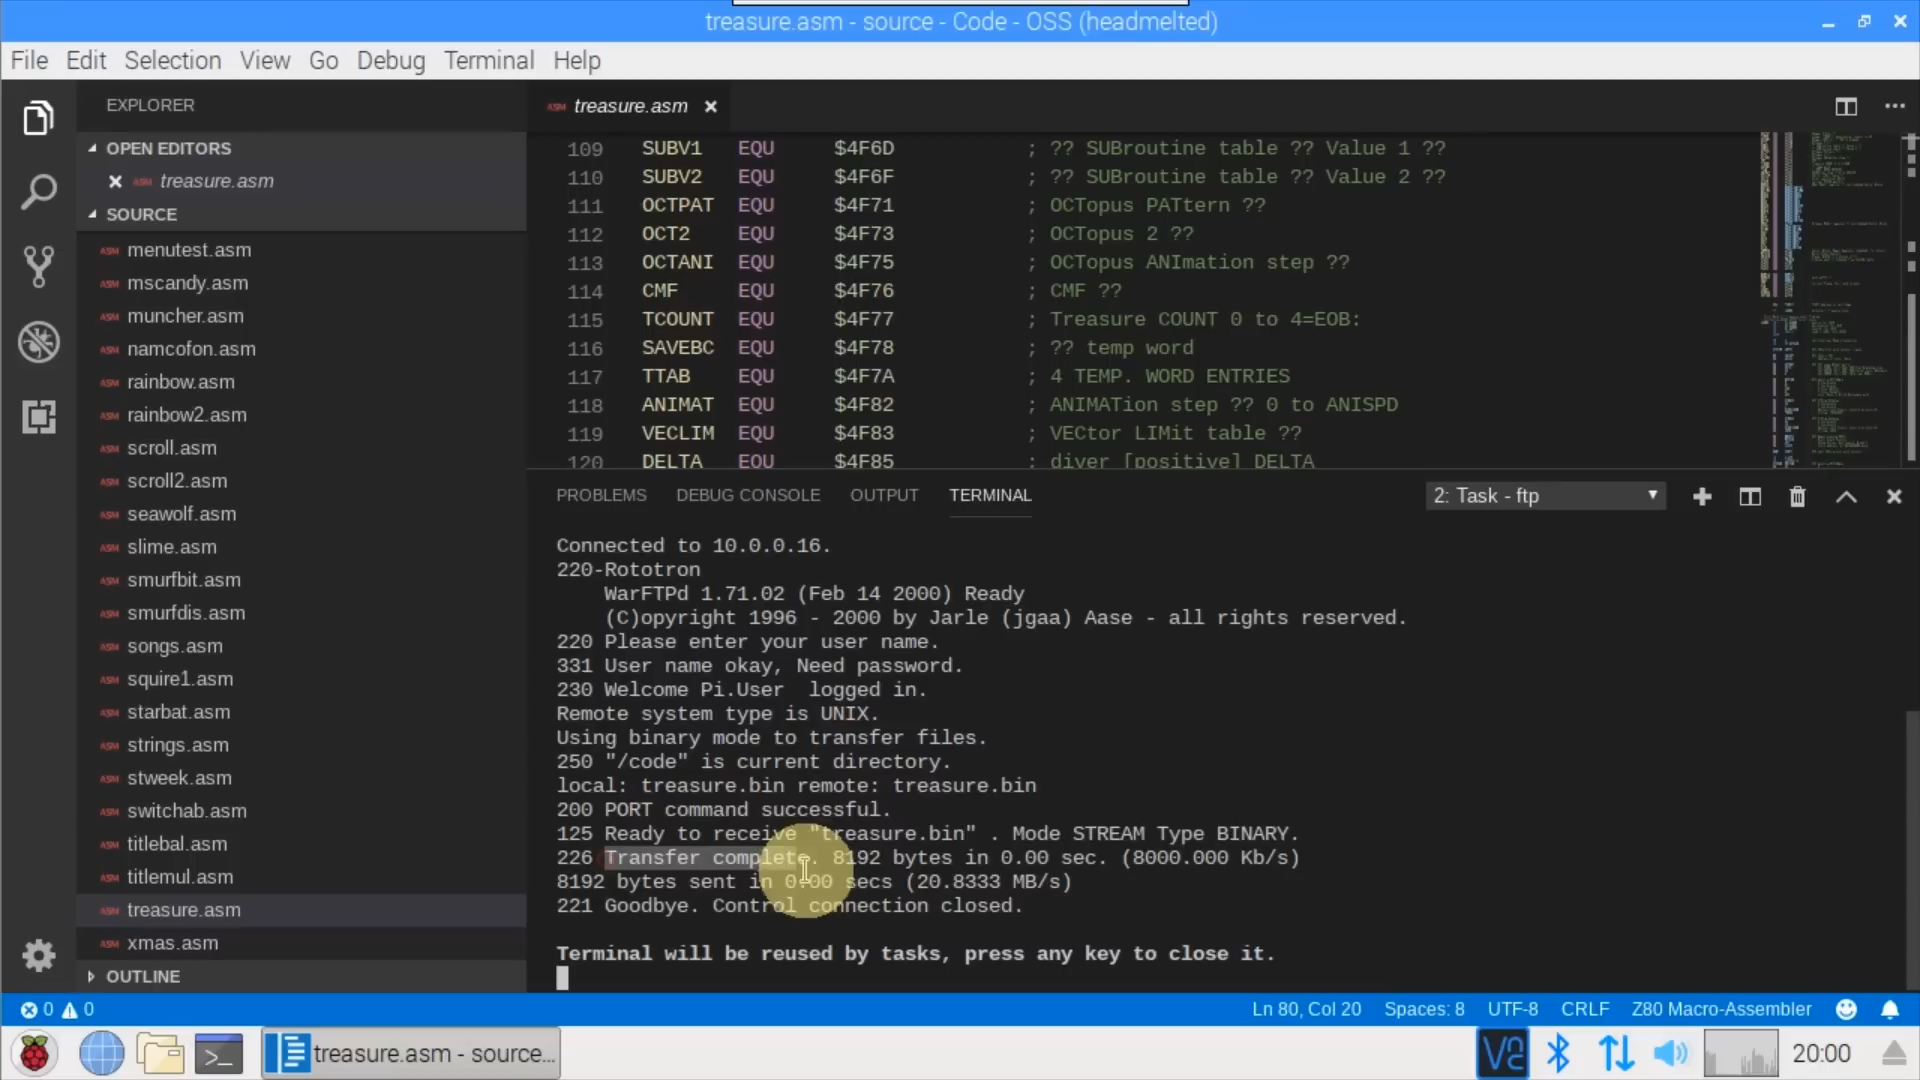 treasure.asm - source - Code - OSS (headmelted)
File Edit Selection View Go Debug Terminal Help
EXPLORER
OPEN EDITORS
treasure.asm
SOURCE
menutest.asm
mscandy.asm
muncher.asm
namcofon.asm
rainbow.asm
rainbow2.asm
scroll.asm
scroll2.asm
seawolf.asm
slime.asm
smurfbit.asm
smurfdis.asm
songs.asm
squire1.asm
starbat.asm
strings.asm
stweek.asm
switchab.asm
titlebal.asm
titlemul.asm
treasure.asm
xmas.asm
OUTLINE
treasure.asm
109 SUBV1 EQU $4F6D ; ?? SUBroutine table ?? Value 1 ??
110 SUBV2 EQU $4F6F ; ?? SUBroutine table ?? Value 2 ??
111 OCTPAT EQU $4F71 ; OCTopus PATtern ??
112 OCT2 EQU $4F73 ; OCTopus 2 ??
113 OCTANI EQU $4F75 ; OCTopus ANImation step ??
114 CMF EQU $4F76 ; CMF ??
115 TCOUNT EQU $4F77 ; Treasure COUNT 0 to 4=EOB:
116 SAVEBC EQU $4F78 ; ?? temp word
117 TTAB EQU $4F7A ; 4 TEMP. WORD ENTRIES
118 ANIMAT EQU $4F82 ; ANIMATion step ?? 0 to ANISPD
119 VECLIM EQU $4F83 ; VECtor LIMit table ??
120 DELTA EQU $4F85 ; diver [positive] DELTA
PROBLEMS DEBUG CONSOLE OUTPUT TERMINAL 2: Task - ftp
Connected to 10.0.0.16.
220-Rototron
WarFTPd 1.71.02 (Feb 14 2000) Ready
(C)opyright 1996 - 2000 by Jarle (jgaa) Aase - all rights reserved.
220 Please enter your user name.
331 User name okay, Need password.
230 Welcome Pi.User  logged in.
Remote system type is UNIX.
Using binary mode to transfer files.
250 "/code" is current directory.
local: treasure.bin remote: treasure.bin
200 PORT command successful.
125 Ready to receive "treasure.bin" . Mode STREAM Type BINARY.
226 Transfer complete. 8192 bytes in 0.00 sec. (8000.000 Kb/s)
8192 bytes sent in 0.00 secs (20.8333 MB/s)
221 Goodbye. Control connection closed.
Terminal will be reused by tasks, press any key to close it.
0 0 Ln 80, Col 20 Spaces: 8 UTF-8 CRLF Z80 Macro-Assembler
treasure.asm - source... 20:00